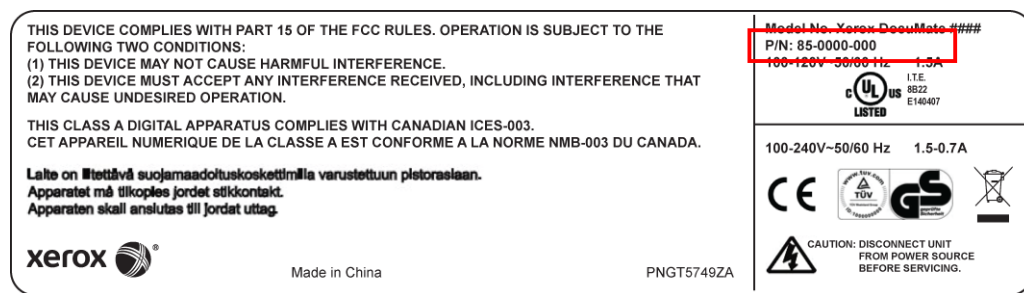 THIS DEVICE COMPLIES WITH PART 15 OF THE FCC RULES. OPERATION IS SUBJECT TO THE
FOLLOWING TWO CONDITIONS:
(1) THIS DEVICE MAY NOT CAUSE HARMFUL INTERFERENCE.
(2) THIS DEVICE MUST ACCEPT ANY INTERFERENCE RECEIVED, INCLUDING INTERFERENCE THAT
MAY CAUSE UNDESIRED OPERATION.
THIS CLASS A DIGITAL APPARATUS COMPLIES WITH CANADIAN ICES-003.
CET APPAREIL NUMERIQUE DE LA CLASSE A EST CONFORME A LA NORME NMB-003 DU CANADA.
Laite on suojamaadoituskoskettimilla varustettuun pistorasiaan.
Apparatet må tilkoples jordet stikkontakt.
Apparaten skall anslutas till jordat uttag.
xerox ®
Made in China
PNGT5749ZA
Model No. Xerox DocuMate ####
P/N: 85-0000-000
100-120V~50/60 Hz 1.5A
c UL US
LISTED
I.T.E.
8B22
E140407
100-240V~50/60 Hz 1.5-0.7A
CE
www.tuv.com
TÜV
GS
geprüfte
Sicherheit
CAUTION: DISCONNECT UNIT
FROM POWER SOURCE
BEFORE SERVICING.